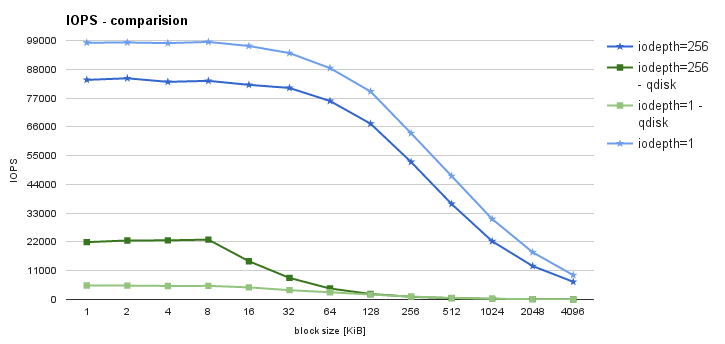 IOPS - comparision
99000
88000
77000
66000
55000
44000
33000
22000
11000
0
IOPS
1 2 4 8 16 32 64 128 256 512 1024 2048 4096
block size [KiB]
iodepth=256
iodepth=256
- qdisk
iodepth=1 -
qdisk
iodepth=1